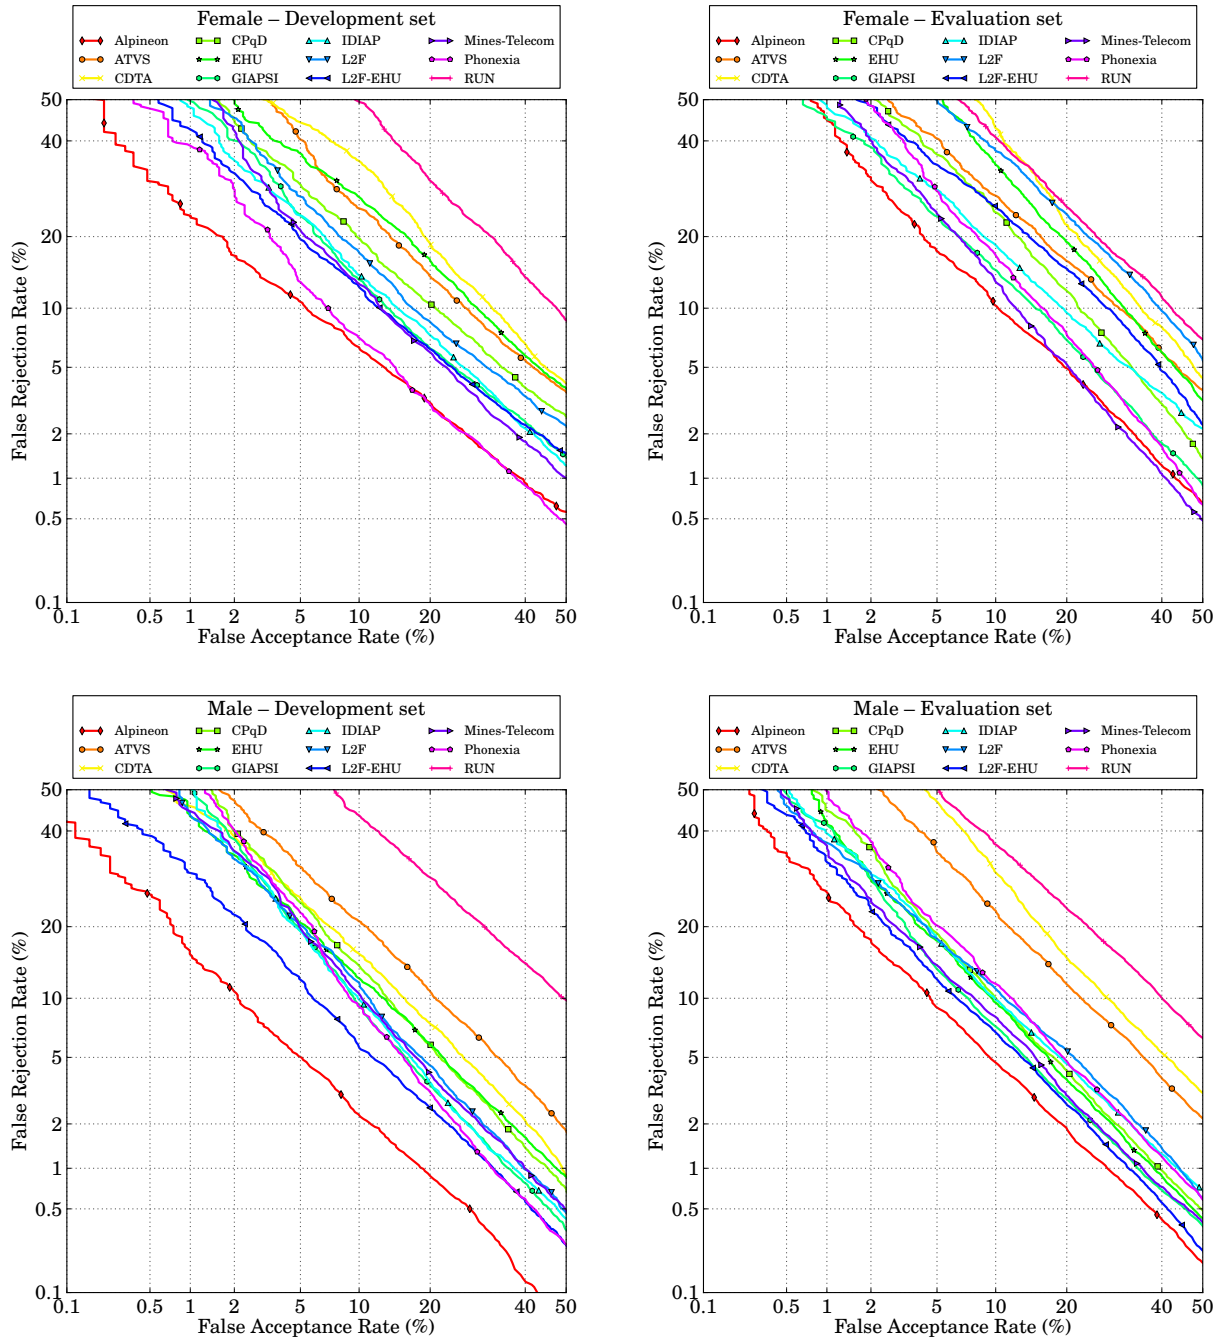 Female – Development set
Alpineon CPqD IDIAP Mines-Telecom
ATVS EHU L2F Phonexia
CDTA GIAPSI L2F-EHU RUN
False Rejection Rate (%)
50
40
20
10
5
2
1
0.5
0.1
0.1 0.5 1 2 5 10 20 40 50
False Acceptance Rate (%)
Female – Evaluation set
Alpineon CPqD IDIAP Mines-Telecom
ATVS EHU L2F Phonexia
CDTA GIAPSI L2F-EHU RUN
False Rejection Rate (%)
50
40
20
10
5
2
1
0.5
0.1
0.1 0.5 1 2 5 10 20 40 50
False Acceptance Rate (%)
Male – Development set
Alpineon CPqD IDIAP Mines-Telecom
ATVS EHU L2F Phonexia
CDTA GIAPSI L2F-EHU RUN
False Rejection Rate (%)
50
40
20
10
5
2
1
0.5
0.1
0.1 0.5 1 2 5 10 20 40 50
False Acceptance Rate (%)
Male – Evaluation set
Alpineon CPqD IDIAP Mines-Telecom
ATVS EHU L2F Phonexia
CDTA GIAPSI L2F-EHU RUN
False Rejection Rate (%)
50
40
20
10
5
2
1
0.5
0.1
0.1 0.5 1 2 5 10 20 40 50
False Acceptance Rate (%)